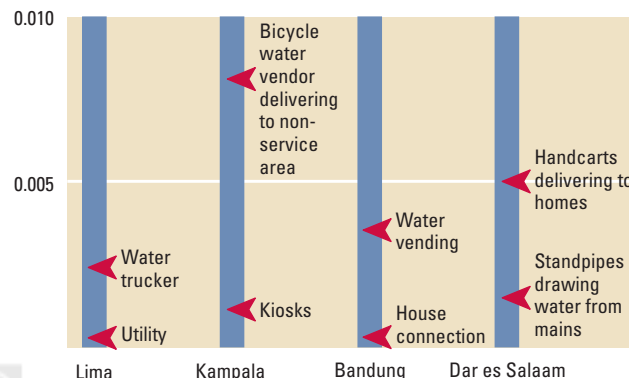 0.010
Bicycle
water
vendor
delivering
to non-
service
area
0.005
Handcarts
delivering to
homes
Water
vending
Water
trucker
Standpipes
drawing
water from
mains
Kiosks
House
connection
Utility
Lima
Kampala
Bandung
Dar es Salaam